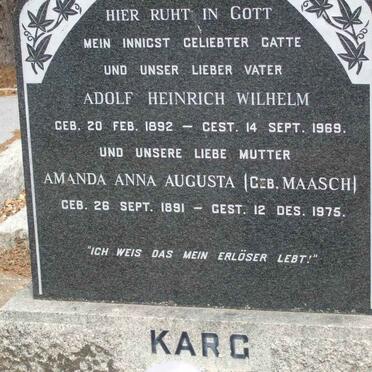 HIER RUHT IN GOTT
MEIN INNIGST GELIEBTER GATTE
UND UNSER LIEBER VATER
ADOLF HEINRICH WILHELM
GEB. 20 FEB. 1892 — GEST. 14 SEPT. 1969.
UND UNSERE LIEBE MUTTER
AMANDA ANNA AUGUSTA (GEB. MAASCH)
GEB. 26 SEPT. 1891 — GEST. 12 DES. 1975.
"ICH WEIS DAS MEIN ERLÖSER LEBT!"
KARG